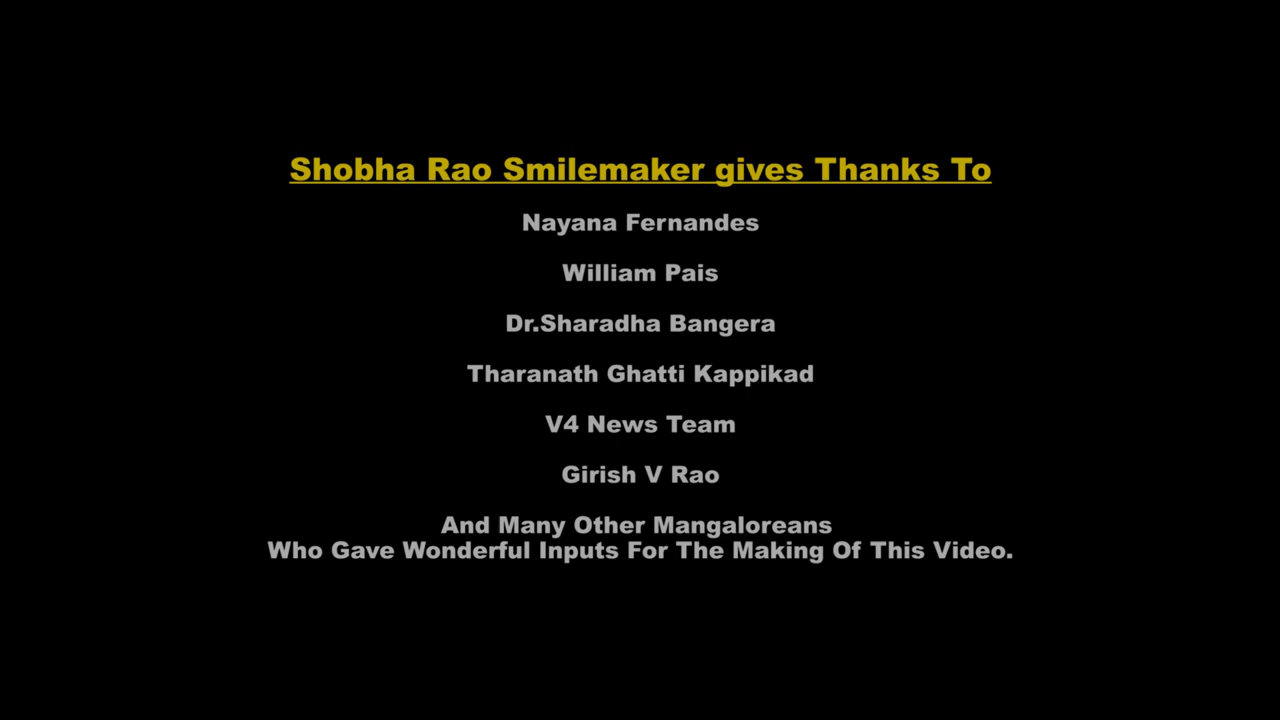 Shobha Rao Smilemaker gives Thanks To
Nayana Fernandes
William Pais
Dr.Sharadha Bangera
Tharanath Ghatti Kappikad
V4 News Team
Girish V Rao
And Many Other Mangaloreans
Who Gave Wonderful Inputs For The Making Of This Video.